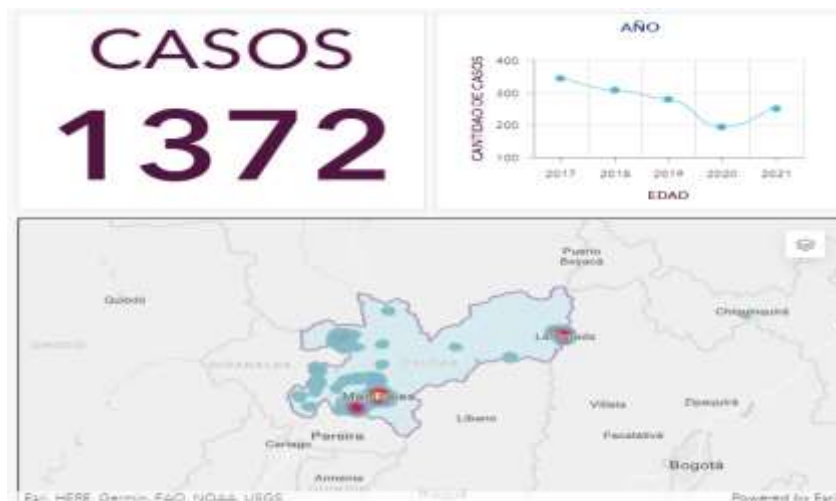 CASOS
1372
AÑO
CANTIDAD DE CASOS
400
300
200
100
2017 2018 2019 2020 2021
EDAD
Puerto
Boyacá
Quibdó
Chiquinquirá
Villeta
Zipaquirá
Líbano
Facatativá
Pereira
Cartago
Bogotá
Armenia
Esri, HERE, Garmin, FAO, NOAA, USGS
Powered by Esri